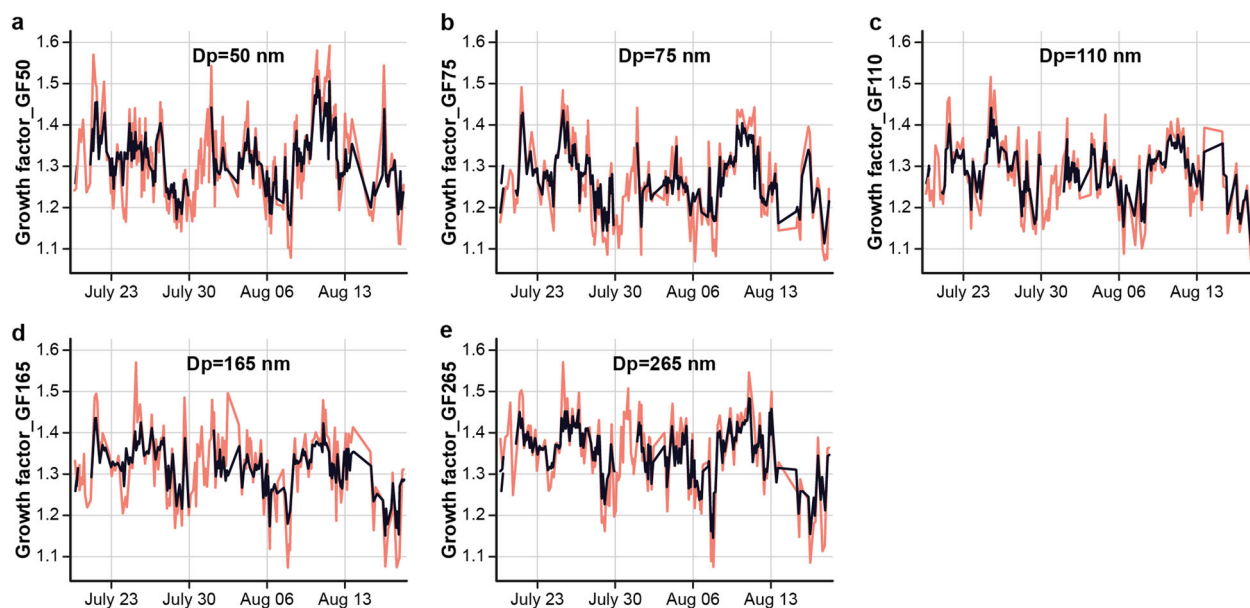 a
Dp=50 nm
Growth factor_GF50
1.6
1.5
1.4
1.3
1.2
1.1
July 23 July 30 Aug 06 Aug 13
b
Dp=75 nm
Growth factor_GF75
1.6
1.5
1.4
1.3
1.2
1.1
July 23 July 30 Aug 06 Aug 13
c
Dp=110 nm
Growth factor_GF110
1.6
1.5
1.4
1.3
1.2
1.1
July 23 July 30 Aug 06 Aug 13
d
Dp=165 nm
Growth factor_GF165
1.6
1.5
1.4
1.3
1.2
1.1
July 23 July 30 Aug 06 Aug 13
e
Dp=265 nm
Growth factor_GF265
1.6
1.5
1.4
1.3
1.2
1.1
July 23 July 30 Aug 06 Aug 13